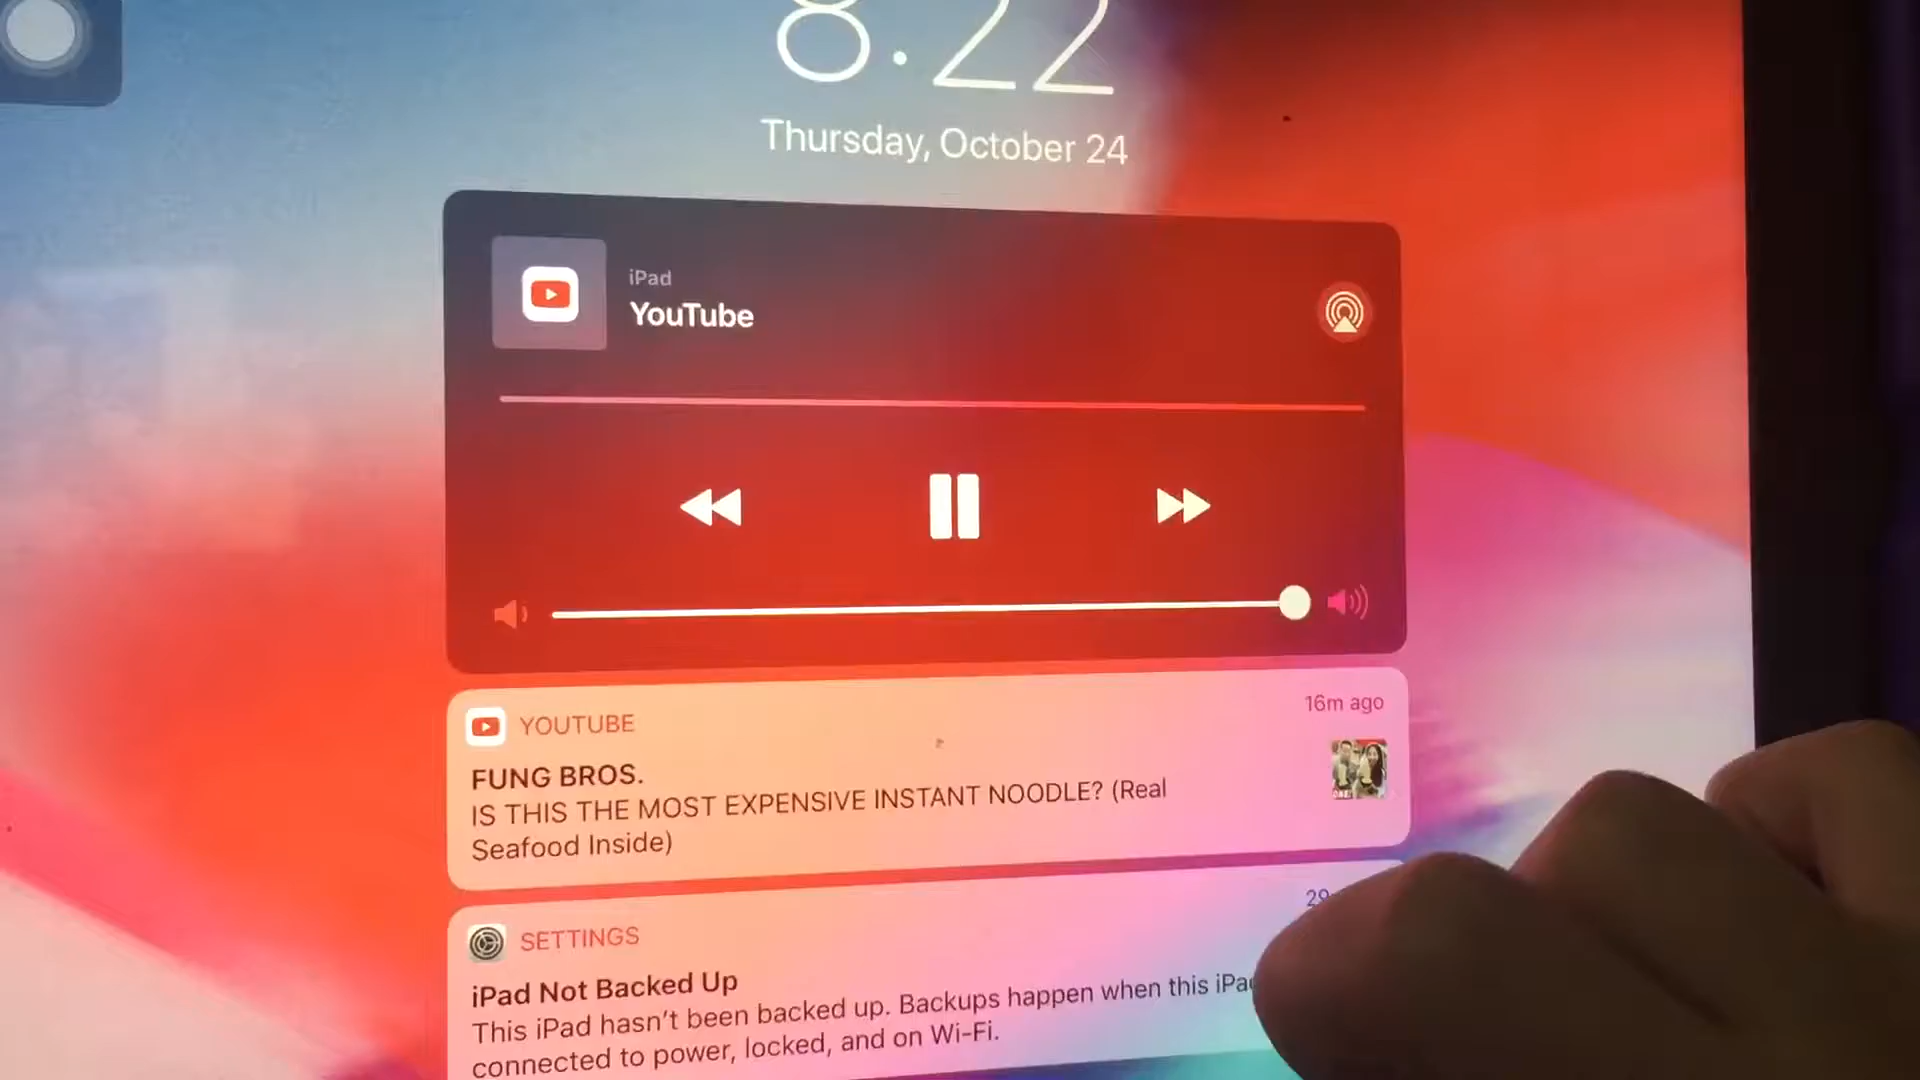 8:22
Thursday, October 24
iPad
YouTube
YOUTUBE
16m ago
FUNG BROS.
IS THIS THE MOST EXPENSIVE INSTANT NOODLE? (Real
Seafood Inside)
SETTINGS
iPad Not Backed Up
This iPad hasn't been backed up. Backups happen when this iPad
connected to power, locked, and on Wi-Fi.